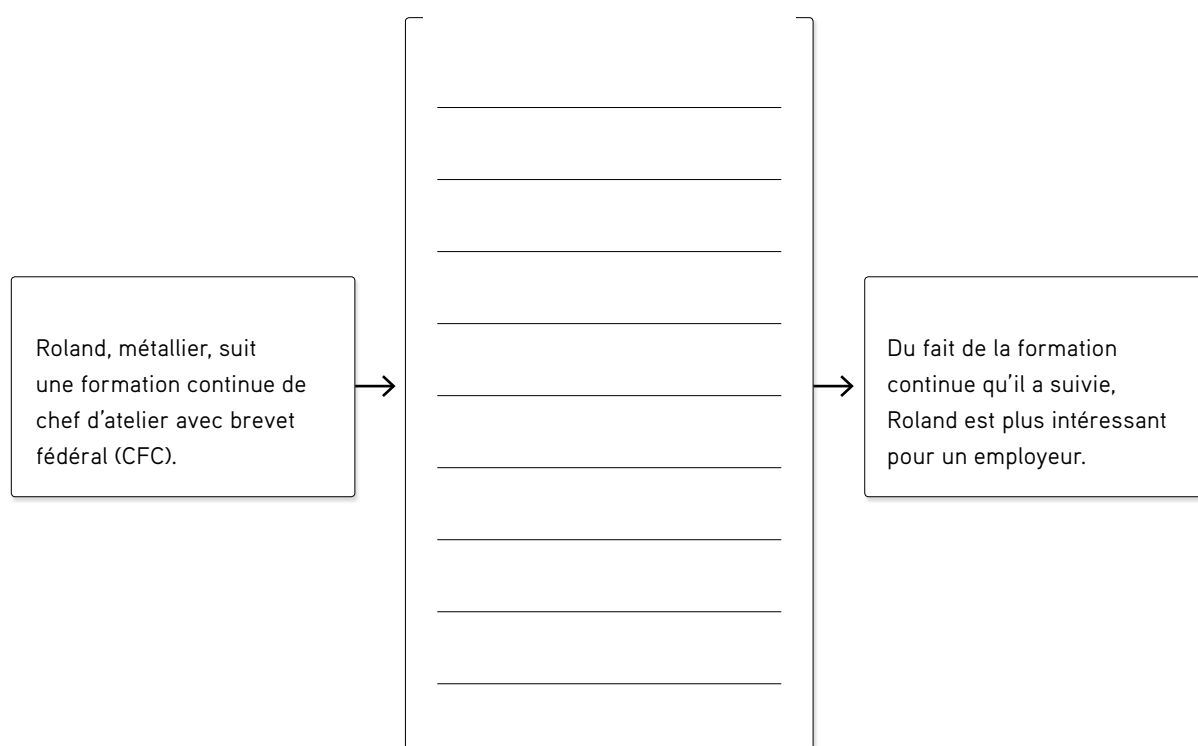 Roland, métallier, suit
une formation continue de
chef d'atelier avec brevet
fédéral (CFC).
Du fait de la formation
continue qu'il a suivie,
Roland est plus intéressant
pour un employeur.